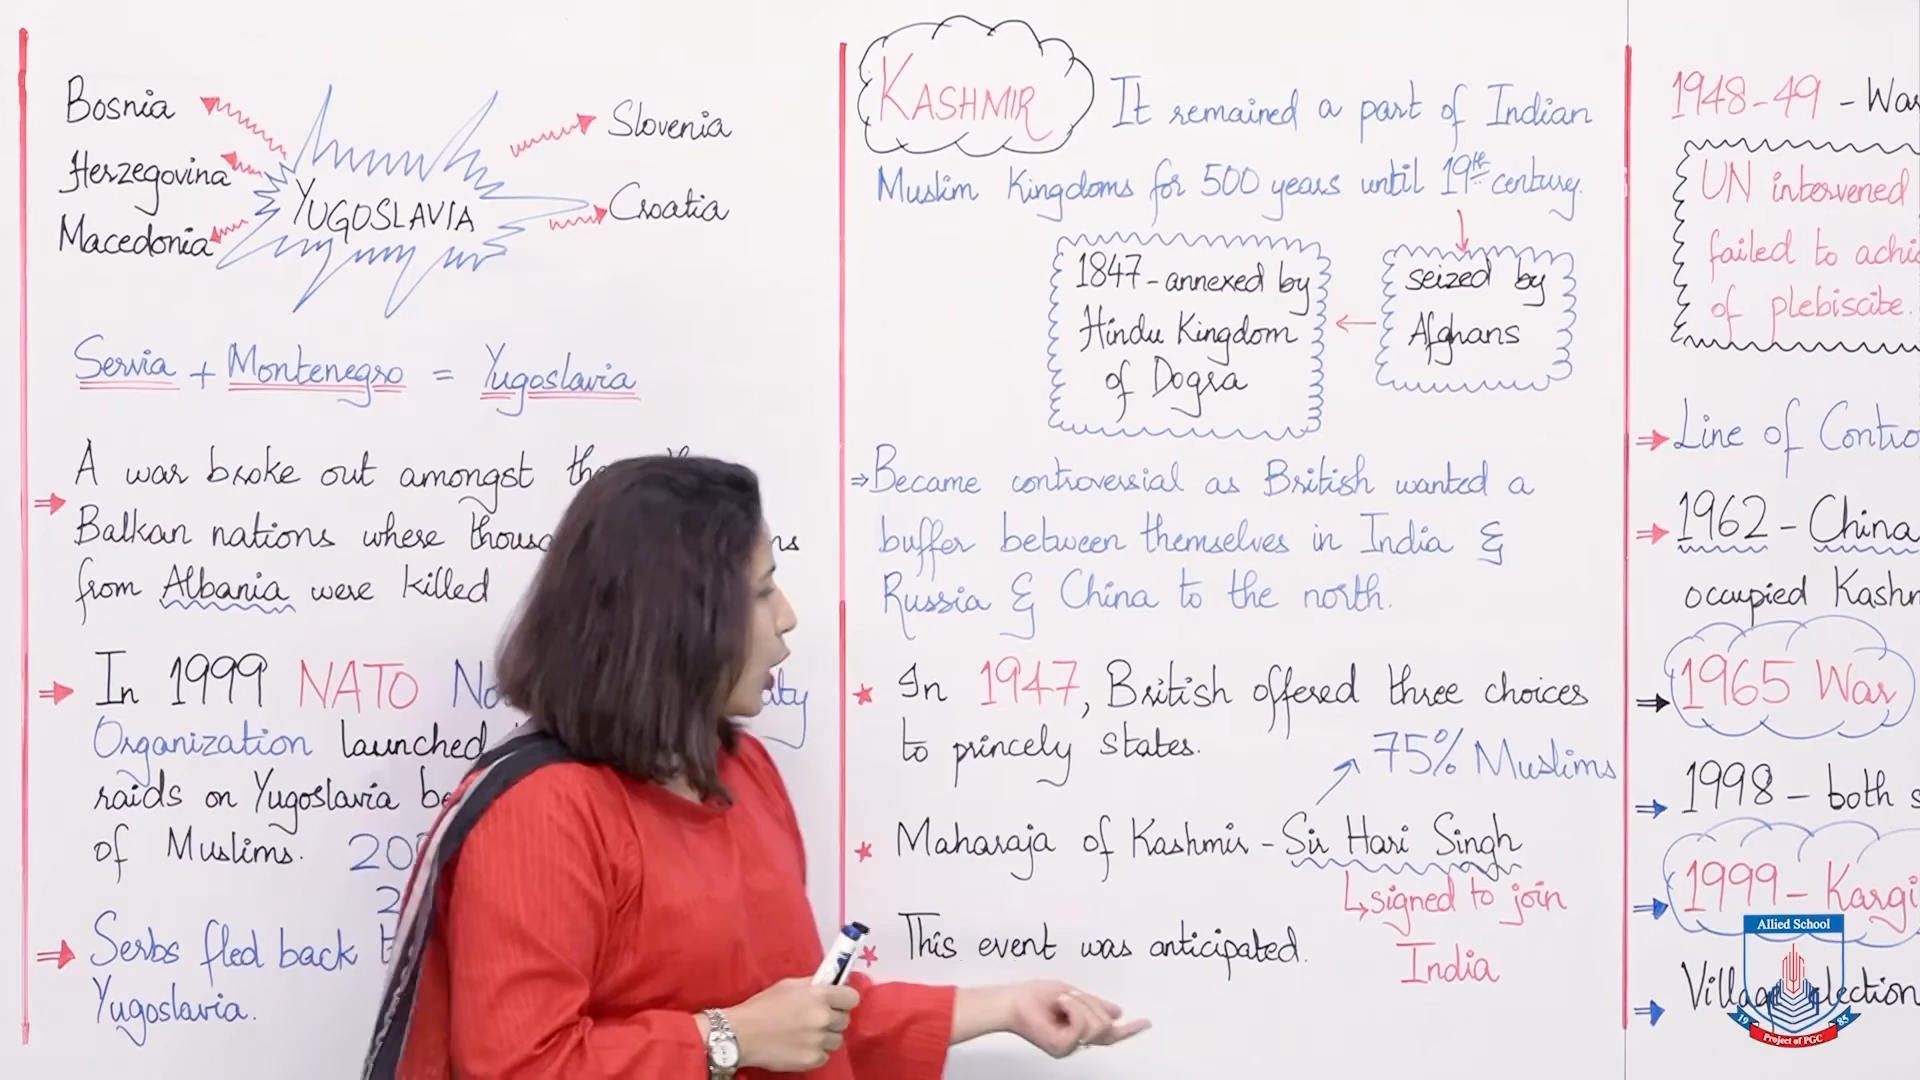 Bosnia
Herzegovina
Macedonia
YUGOSLAVIA
Slovenia
Croatia
Servia + Montenegro = Yugoslavia
⇒ A war broke out amongst
Balkan nations where
from Albania were killed
⇒ In 1999 NATO
Organization launched
raids on Yugoslavia
of Muslims.
⇒ Serbs fled back
Yugoslavia.
KASHMIR It remained a part of Indian
Muslim Kingdoms for 500 years until 19th century.
seized by
Afghans
1847 - annexed by
Hindu Kingdom
of Dogra
⇒ Became controversial as British wanted a
buffer between themselves in India &
Russia & China to the north.
★ In 1947, British offered three choices
to princely states.
75% Muslims
★ Maharaja of Kashmir - Sir Hari Singh
↳ signed to join
India
★ This event was anticipated.
1948-49 - War
UN intervened
failed to
of plebiscite.
⇒ Line of
⇒ 1962 - China
occupied
⇒ 1965 War
⇒ 1998 - both
⇒ 1999 -
⇒
Allied School
19 85
Project of PGC